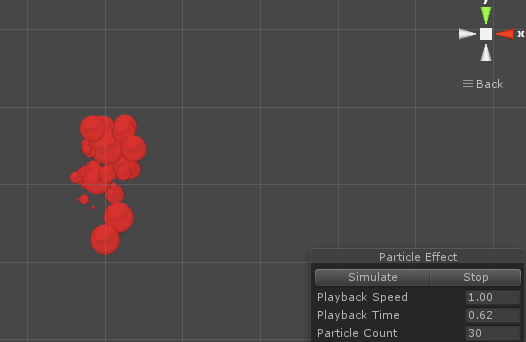 y
x
Back
Particle Effect
Simulate Stop
Playback Speed 1.00
Playback Time 0.62
Particle Count 30